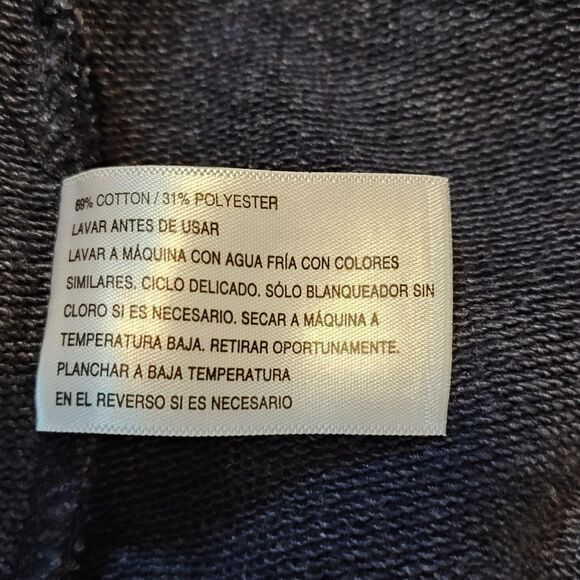 69% COTTON / 31% POLYESTER
LAVAR ANTES DE USAR
LAVAR A MÁQUINA CON AGUA FRÍA CON COLORES
SIMILARES. CICLO DELICADO. SÓLO BLANQUEADOR SIN
CLORO SI ES NECESARIO. SECAR A MÁQUINA A
TEMPERATURA BAJA. RETIRAR OPORTUNAMENTE.
PLANCHAR A BAJA TEMPERATURA
EN EL REVERSO SI ES NECESARIO